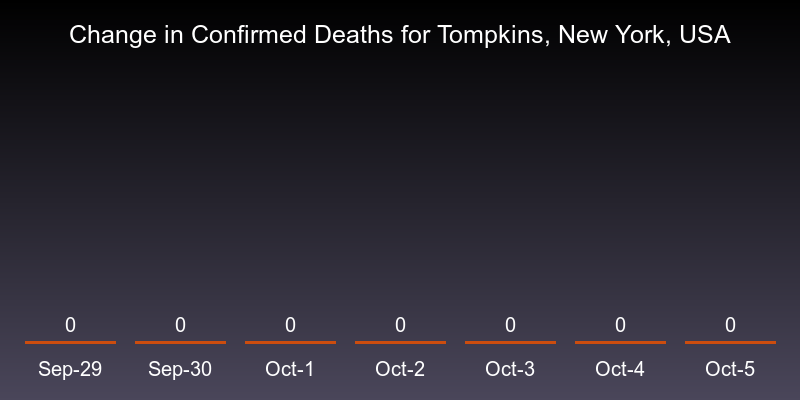 Change in Confirmed Deaths for Tompkins, New York, USA
0 0 0 0 0 0 0
Sep-29 Sep-30 Oct-1 Oct-2 Oct-3 Oct-4 Oct-5